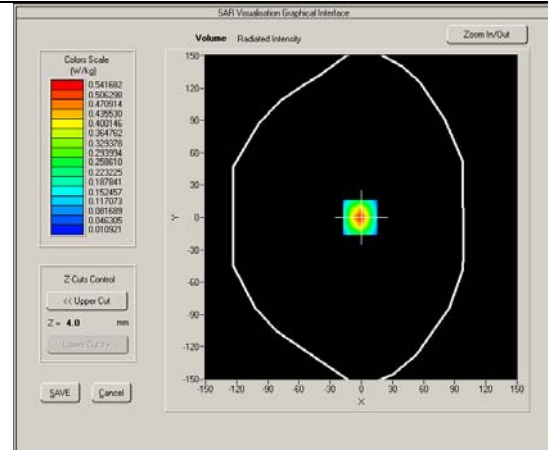 SAR Visualisation Graphical Interface
Volume Radiated Intensity
Zoom In/Out
Colors Scale
(W/kg)
0.541682
0.506298
0.470914
0.435530
0.400146
0.364762
0.329378
0.293994
0.258610
0.223225
0.187841
0.152457
0.117073
0.081689
0.046305
0.010921
Z-Cuts Control
<< Upper Cut
Z = 4.0 mm
Lower Cut >>
SAVE Cancel
150-
120-
90-
60-
30-
0-
-30-
-60-
-90-
-120-
-150-
Y
-150 -120 -90 -60 -30 0 30 60 90 120 150
X